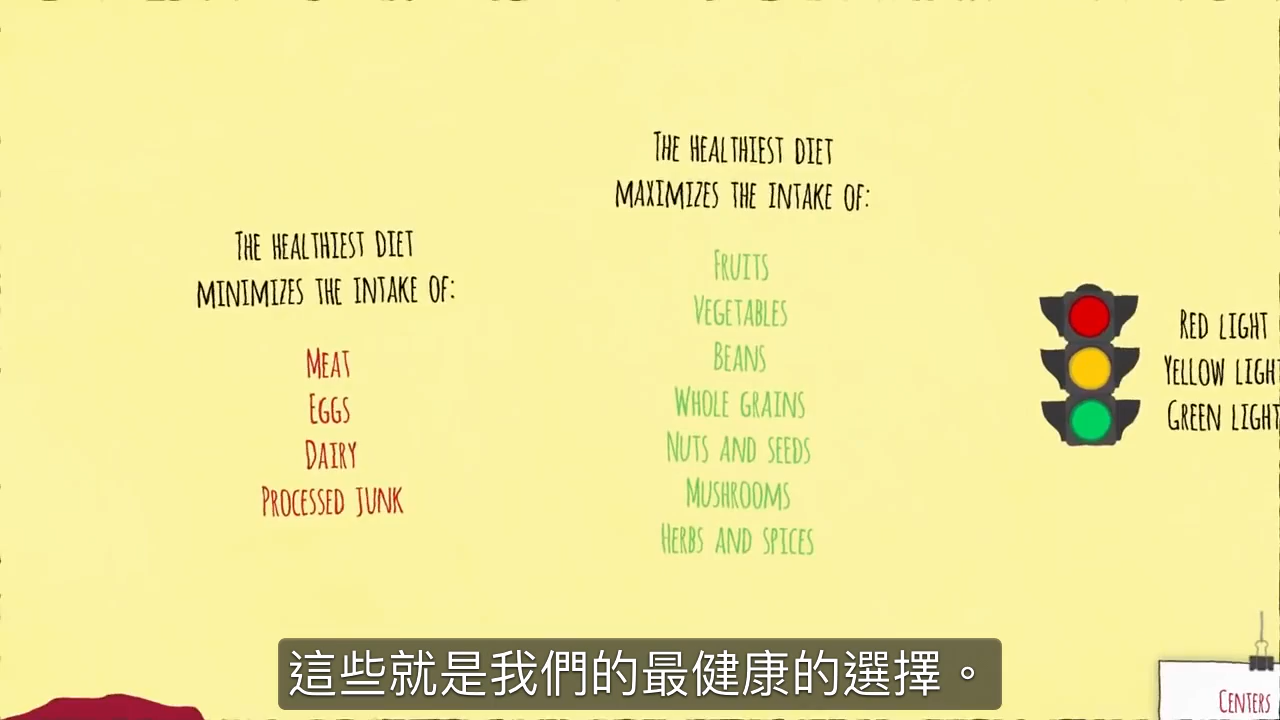 The healthiest diet
minimizes the intake of:
Meat
Eggs
Dairy
Processed junk
The healthiest diet
maximizes the intake of:
Fruits
Vegetables
Beans
Whole grains
Nuts and seeds
Mushrooms
Herbs and spices
Red light
Yellow light
Green light
Centers
這些就是我們的最健康的選擇。